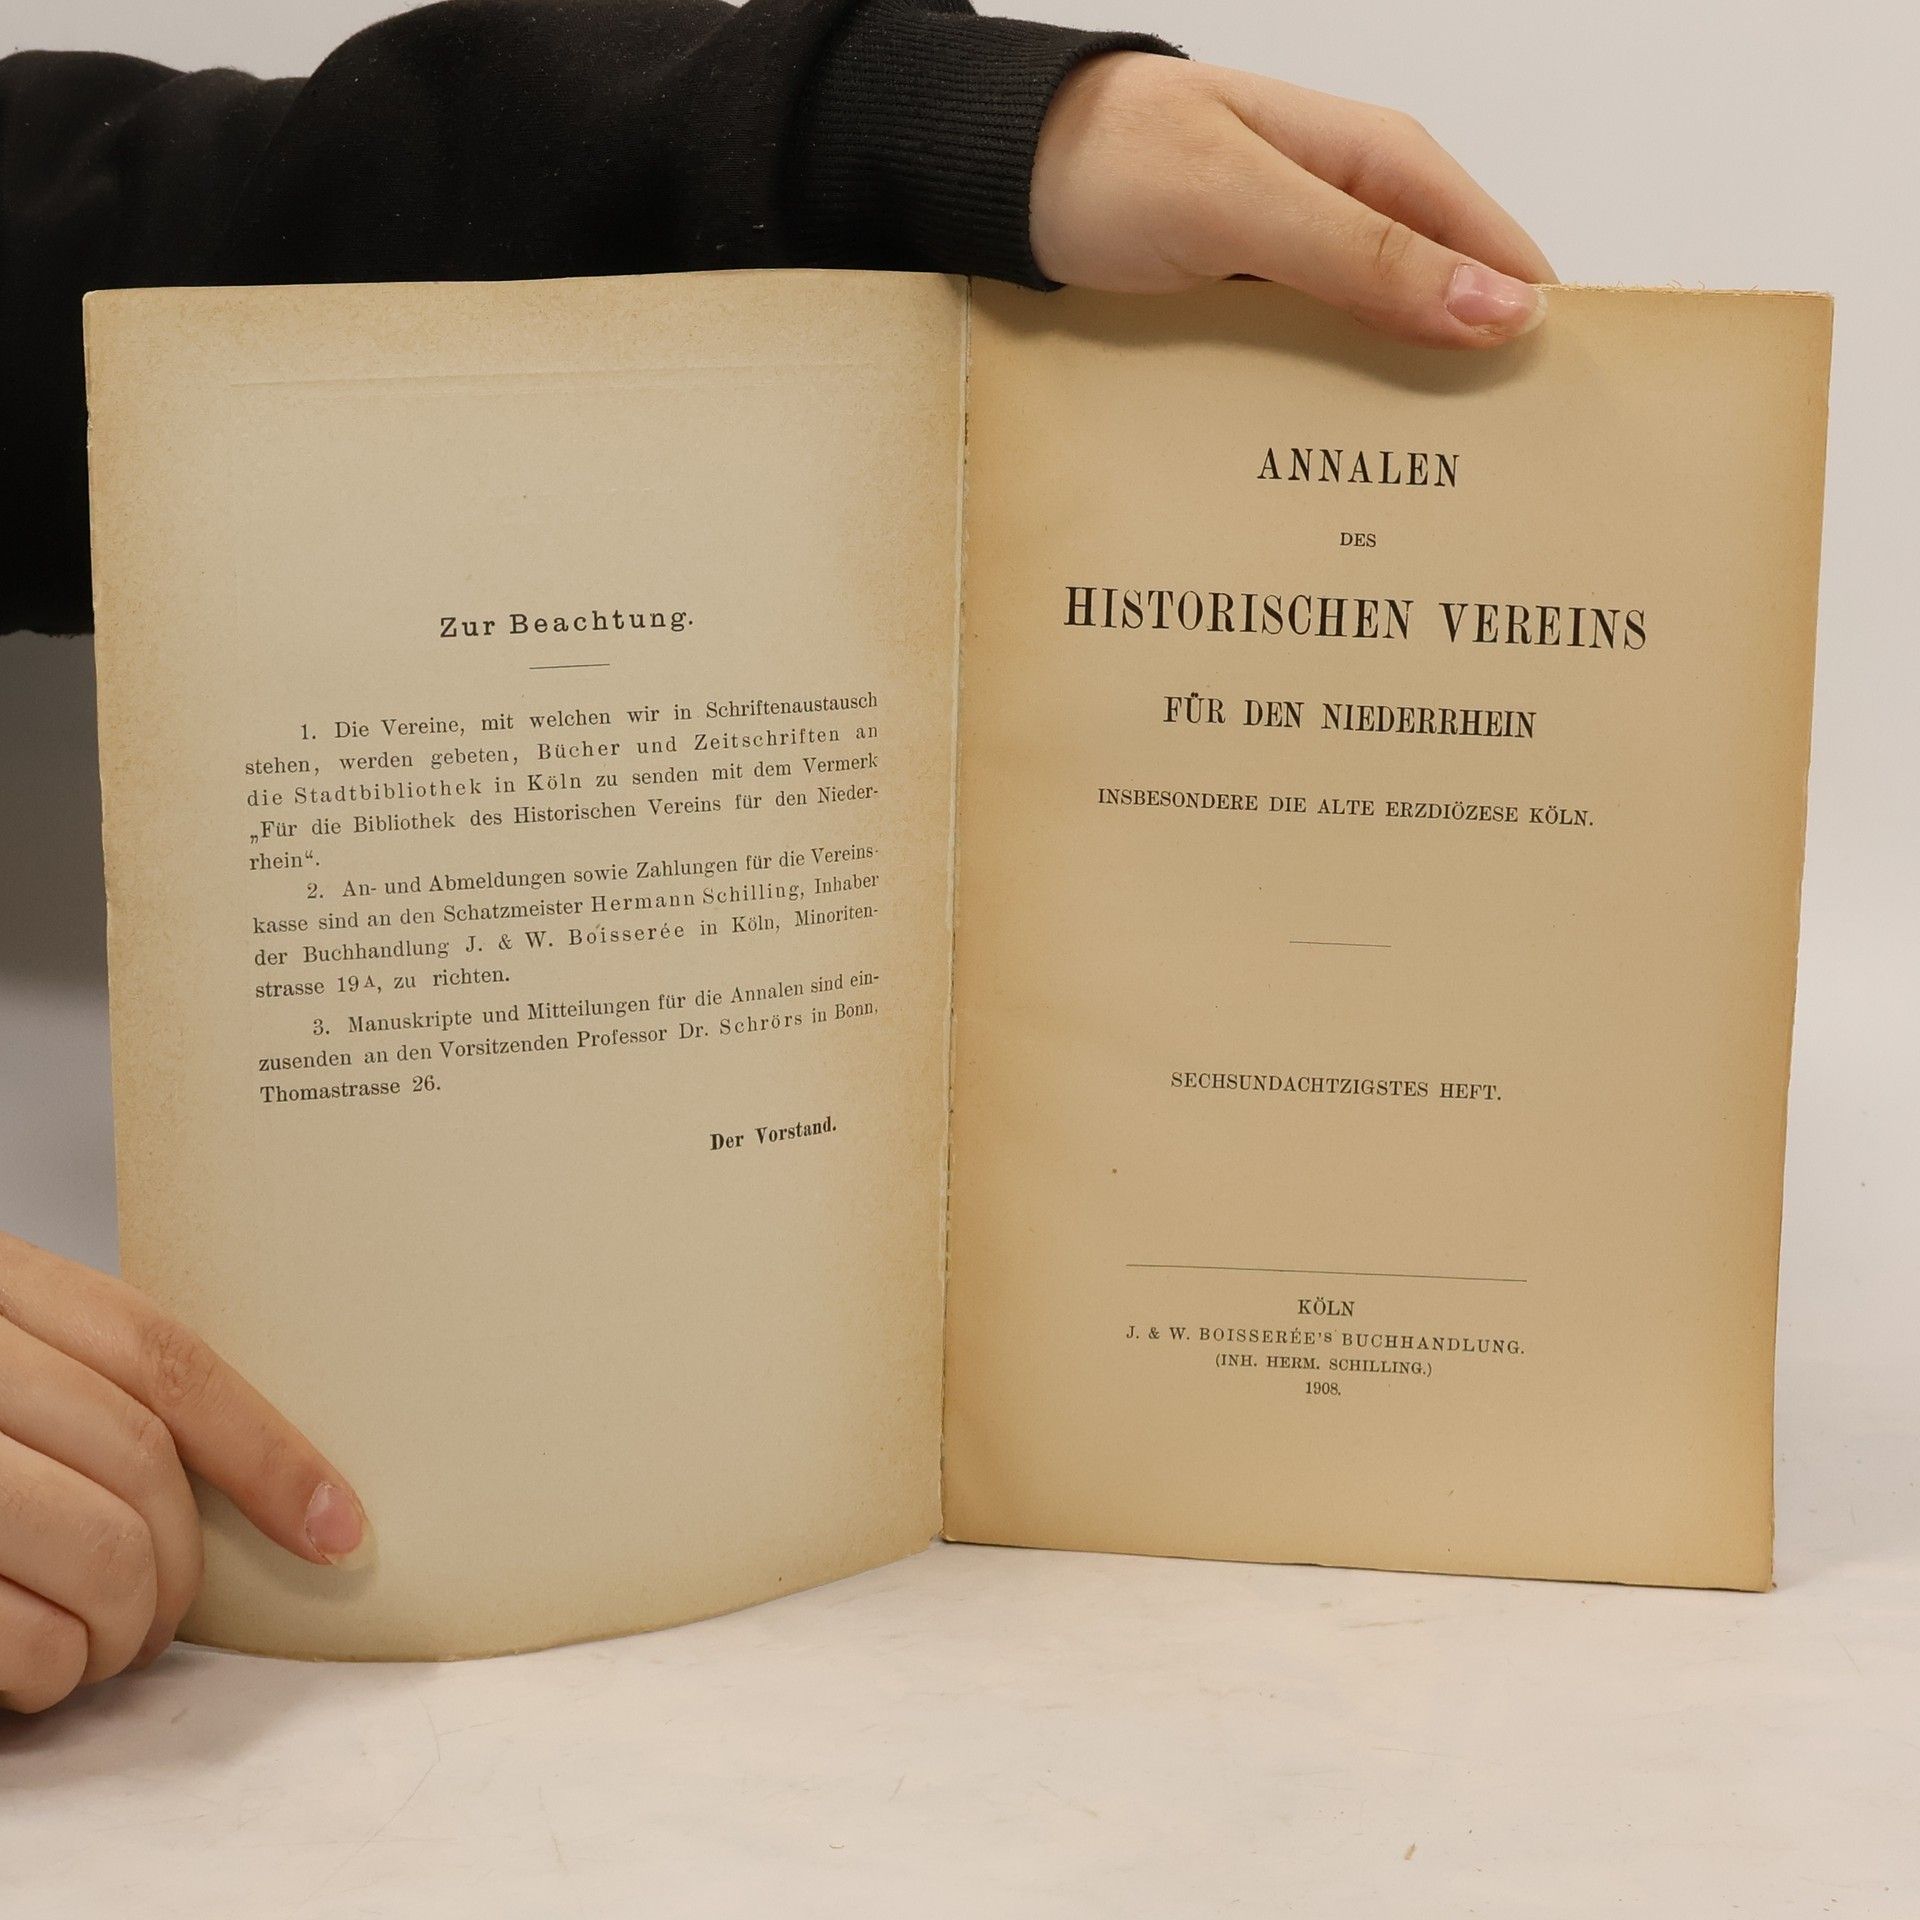 Zur Beachtung.
1. Die Vereine, mit welchen wir in Schriftenaustausch
stehen, werden gebeten, Bücher und Zeitschriften an
die Stadtbibliothek in Köln zu senden mit dem Vermerk
„Für die Bibliothek des Historischen Vereins für den Nieder-
rhein“.
2. An- und Abmeldungen sowie Zahlungen für die Vereins-
kasse sind an den Schatzmeister Hermann Schilling, Inhaber
der Buchhandlung J. & W. Boisserée in Köln, Minoriten-
strasse 19A, zu richten.
3. Manuskripte und Mitteilungen für die Annalen sind ein-
zusenden an den Vorsitzenden Professor Dr. Schrörs in Bonn,
Thomastrasse 26.
Der Vorstand.
ANNALEN
DES
HISTORISCHEN VEREINS
FÜR DEN NIEDERRHEIN
INSBESONDERE DIE ALTE ERZDIÖZESE KÖLN.
SECHSUNDACHTZIGSTES HEFT.
KÖLN
J. & W. BOISSERÉE'S BUCHHANDLUNG.
(INH. HERM. SCHILLING.)
1908.